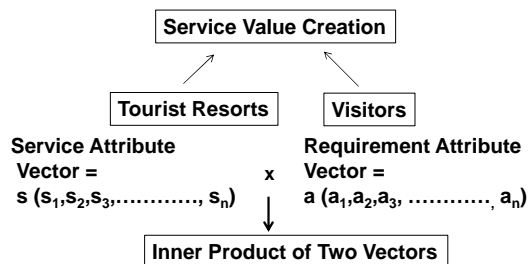 Service Value Creation
Tourist Resorts
Visitors
Service Attribute
Vector =
s (s₁,s₂,s₃,…………, sₙ)
x
Requirement Attribute
Vector =
a (a₁,a₂,a₃, …………, aₙ)
Inner Product of Two Vectors